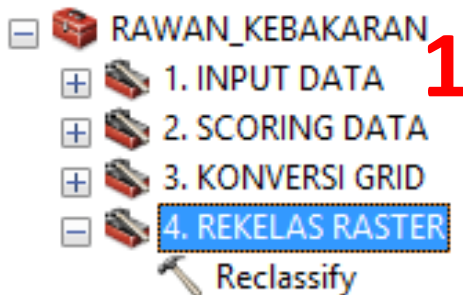 RAWAN_KEBAKARAN
1
1. INPUT DATA
2. SCORING DATA
3. KONVERSI GRID
4. REKELAS RASTER
Reclassify